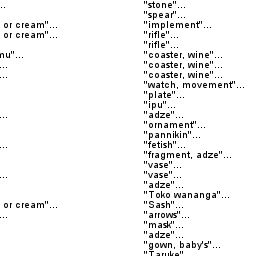 ... "stone"...
"spear"...
or cream"... "implement"...
or cream"... "rifle"...
"rifle"...
mu"... "coaster, wine"...
... "coaster, wine"...
... "coaster, wine"...
"watch, movement"...
"plate"...
"ipu"...
... "adze"...
"ornament"...
"pannikin"...
... "fetish"...
"fragment, adze"...
"vase"...
... "vase"...
"adze"...
"Toko wananga"...
or cream"... "Sash"...
... "arrows"...
"mask"...
"adze"...
"gown, baby's"...
"Taruke"